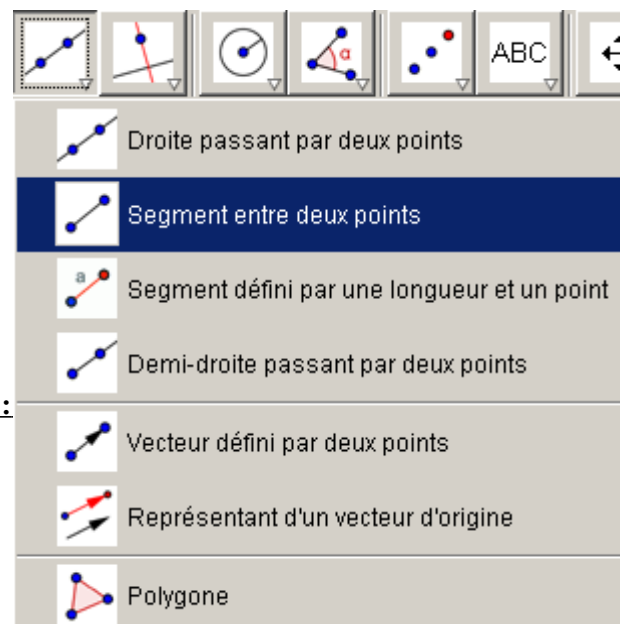 α
ABC
Droite passant par deux points
Segment entre deux points
a
Segment défini par une longueur et un point
Demi-droite passant par deux points
:
Vecteur défini par deux points
Représentant d'un vecteur d'origine
Polygone